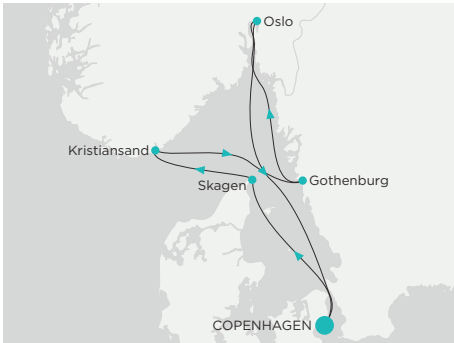 Oslo
Kristiansand
Skagen
Gothenburg
COPENHAGEN